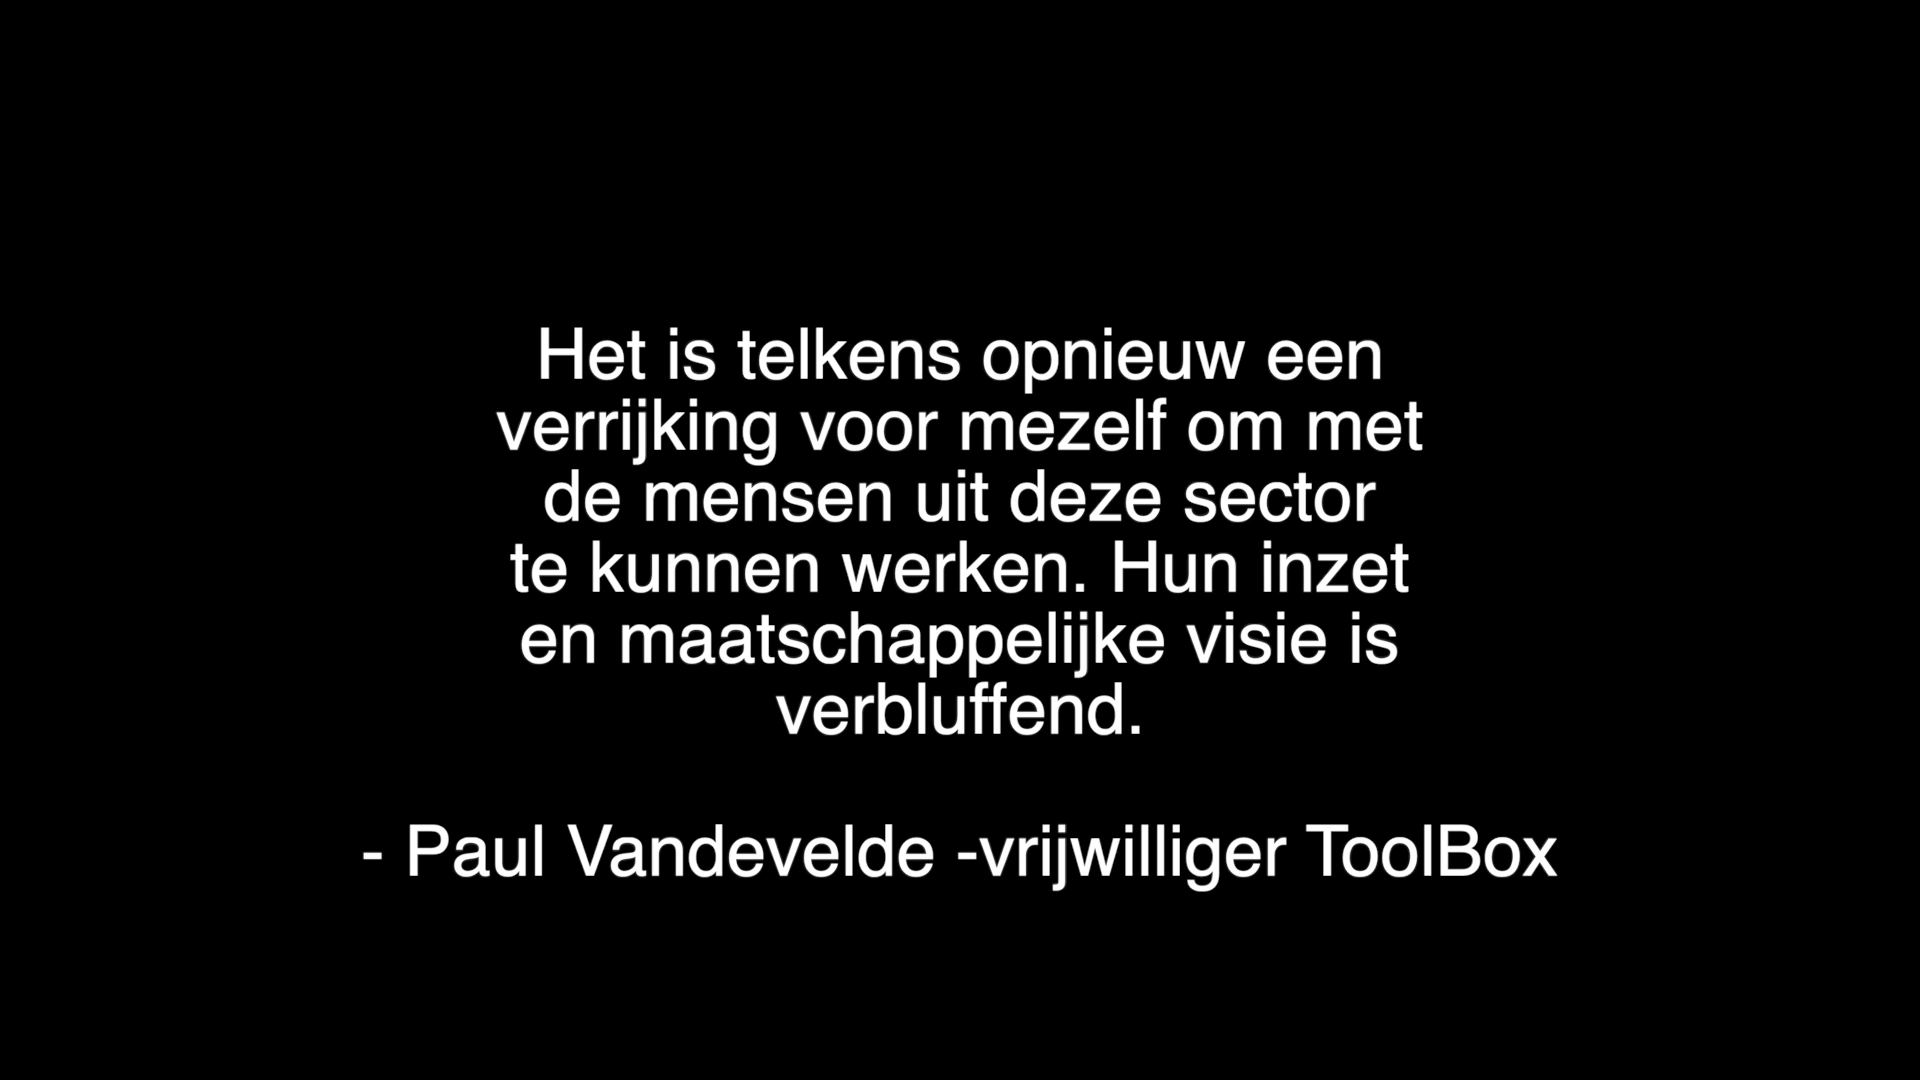 Het is telkens opnieuw een
verrijking voor mezelf om met
de mensen uit deze sector
te kunnen werken. Hun inzet
en maatschappelijke visie is
verbluffend.
- Paul Vandevelde -vrijwilliger ToolBox